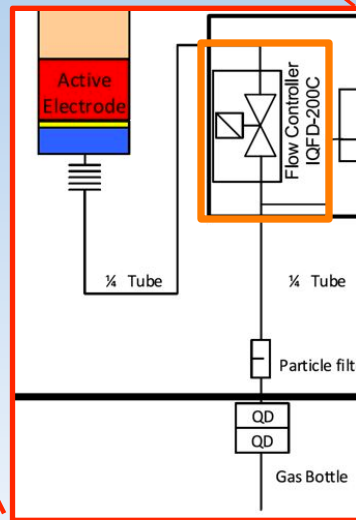 Active
Electrode
Flow Controller
IQFD-200C
¼ Tube
¼ Tube
Particle filt
QD
QD
Gas Bottle